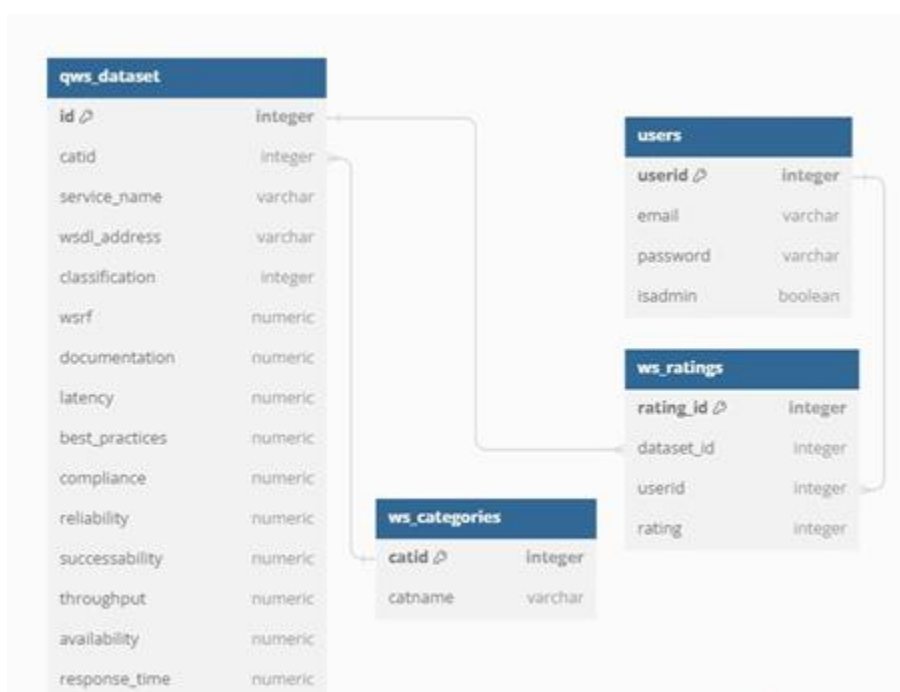 qws_dataset
id integer
catid integer
service_name varchar
wsdl_address varchar
classification integer
wsrf numeric
documentation numeric
latency numeric
best_practices numeric
compliance numeric
reliability numeric
successability numeric
throughput numeric
availability numeric
response_time numeric
users
userid integer
email varchar
password varchar
isadmin boolean
ws_ratings
rating_id integer
dataset_id integer
userid integer
rating integer
ws_categories
catid integer
catname varchar